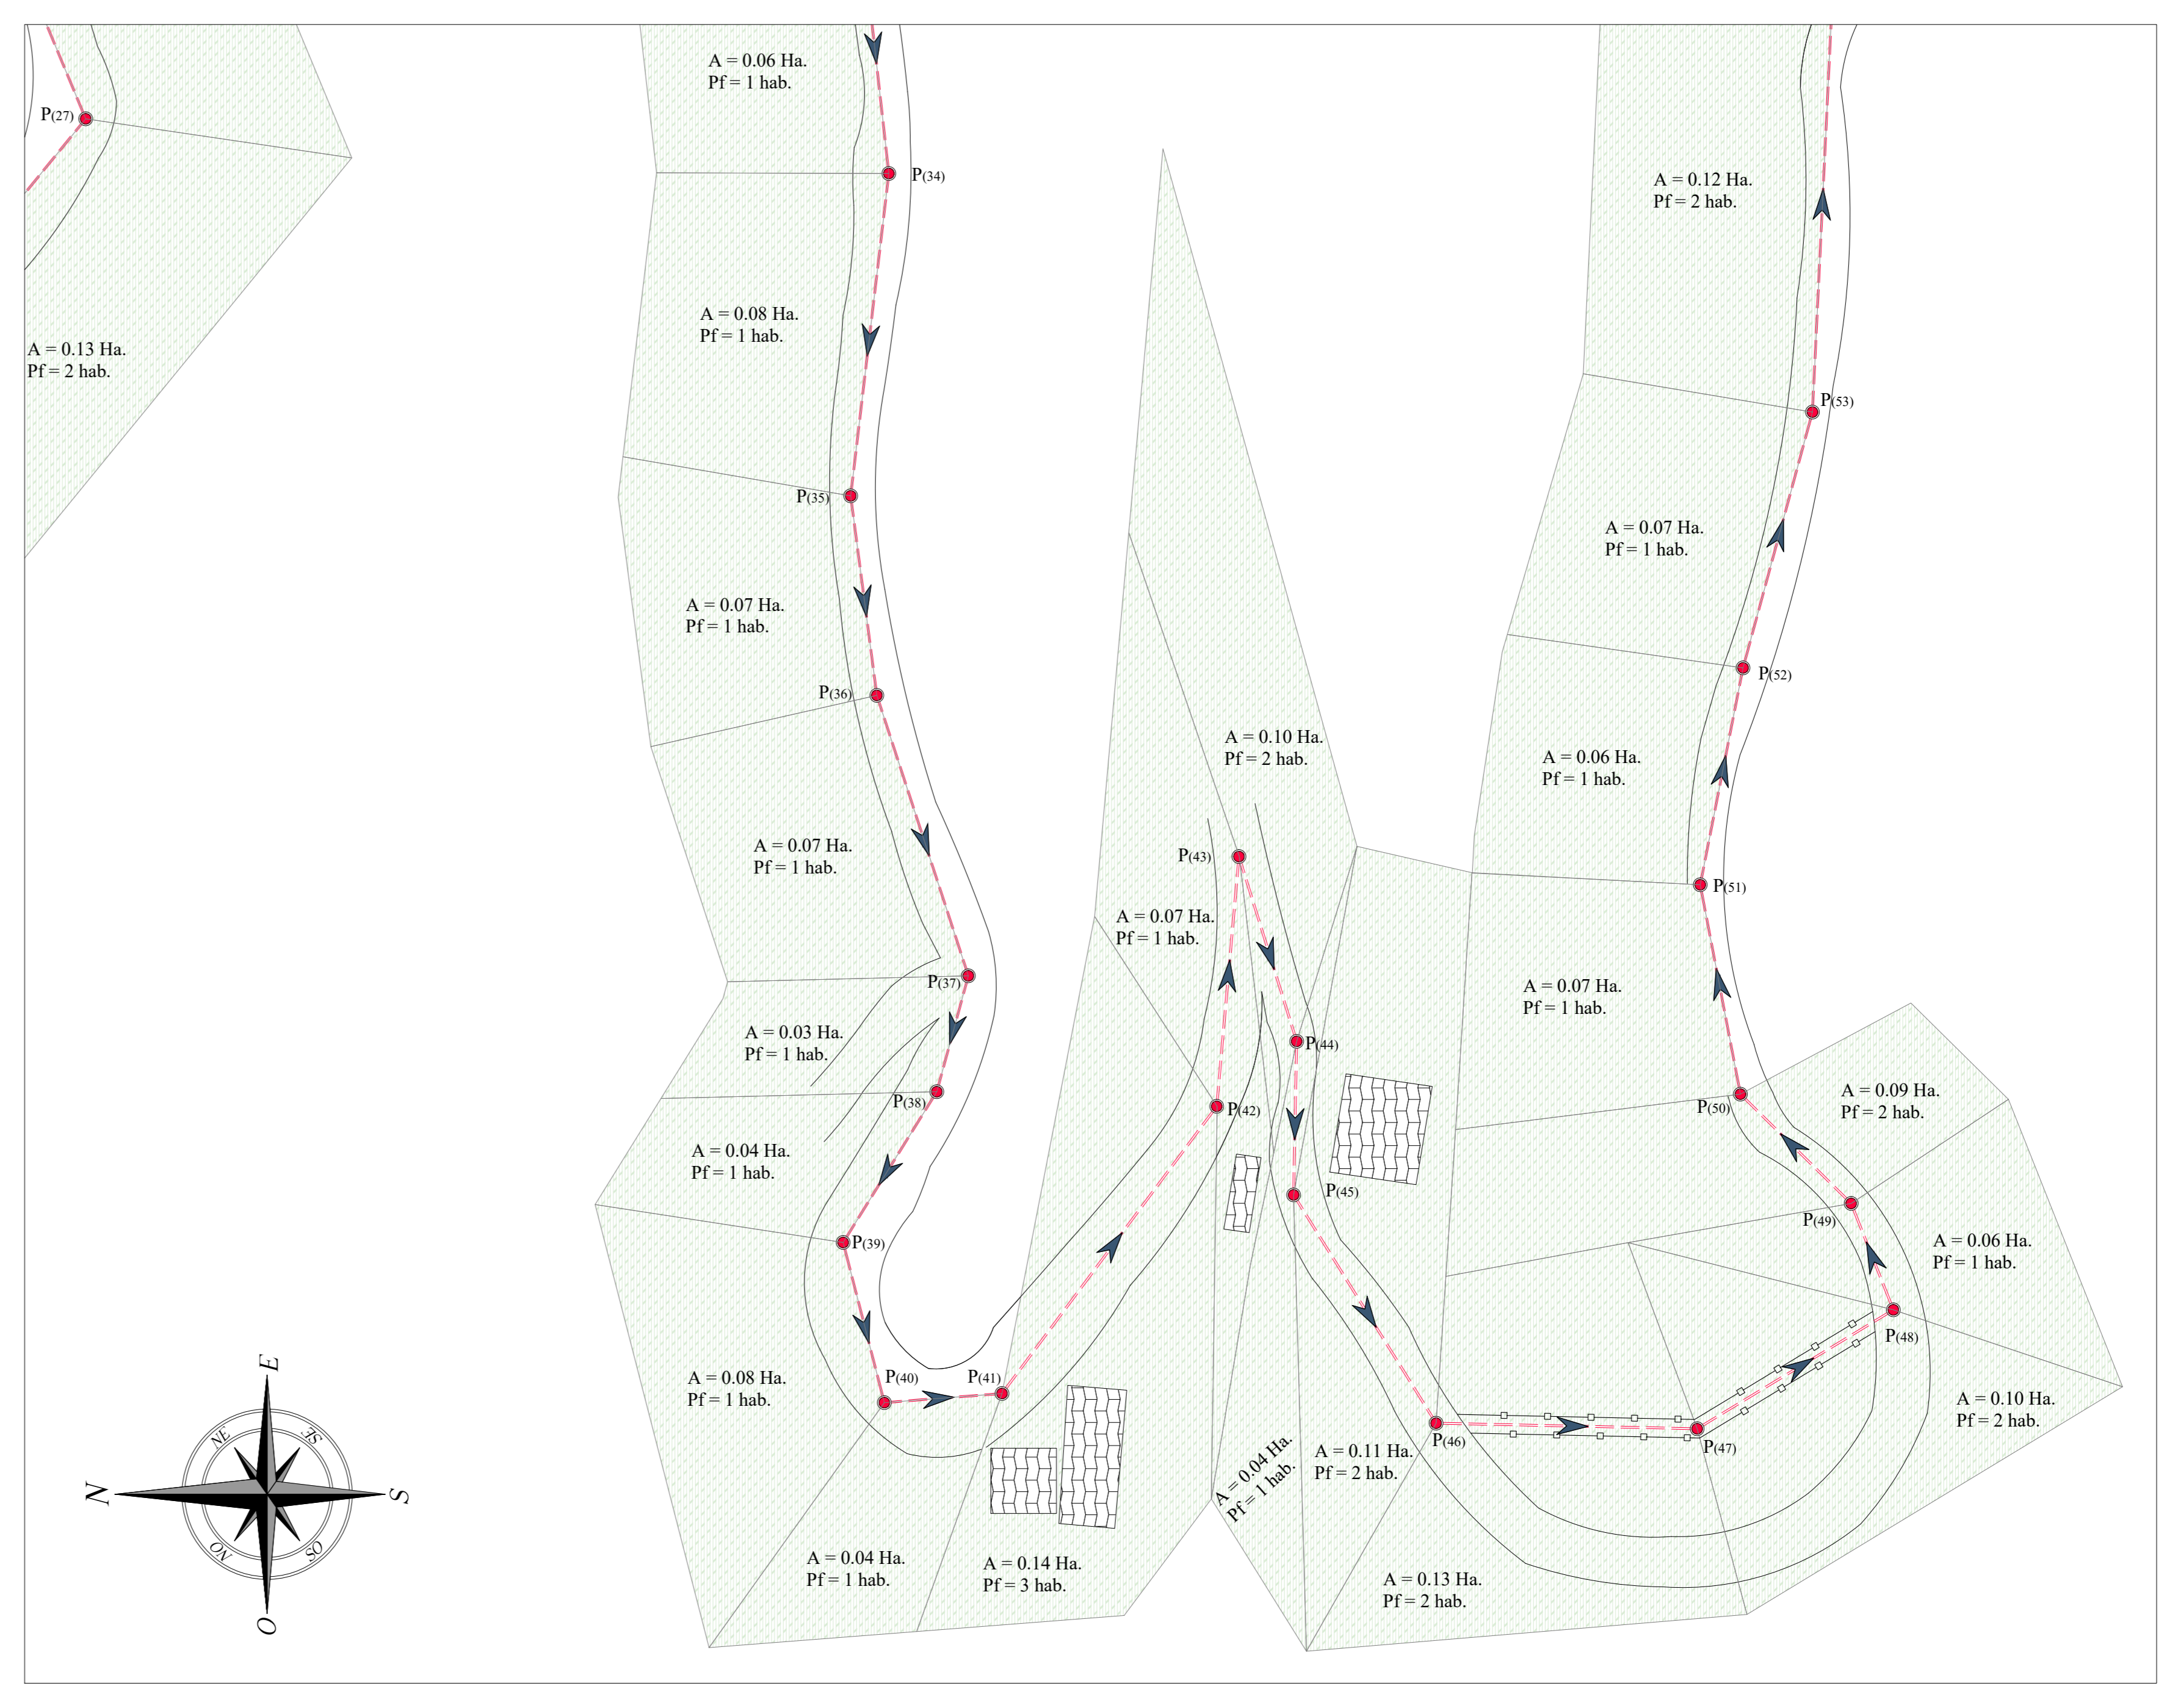 A = 0.06 Ha.
Pf = 1 hab.
P(27)
P(34)
A = 0.12 Ha.
Pf = 2 hab.
A = 0.08 Ha.
Pf = 1 hab.
A = 0.13 Ha.
Pf = 2 hab.
P(53)
P(35)
A = 0.07 Ha.
Pf = 1 hab.
A = 0.07 Ha.
Pf = 1 hab.
P(52)
P(36)
A = 0.10 Ha.
Pf = 2 hab.
A = 0.06 Ha.
Pf = 1 hab.
A = 0.07 Ha.
Pf = 1 hab.
P(43)
P(51)
A = 0.07 Ha.
Pf = 1 hab.
P(37)
A = 0.07 Ha.
Pf = 1 hab.
A = 0.03 Ha.
Pf = 1 hab.
P(44)
P(38)
P(42)
P(50)
A = 0.09 Ha.
Pf = 2 hab.
A = 0.04 Ha.
Pf = 1 hab.
P(45)
P(49)
P(39)
A = 0.06 Ha.
Pf = 1 hab.
P(48)
A = 0.08 Ha.
Pf = 1 hab.
P(40)
P(41)
A = 0.10 Ha.
Pf = 2 hab.
P(46)
P(47)
A = 0.04 Ha.
Pf = 1 hab.
A = 0.11 Ha.
Pf = 2 hab.
A = 0.04 Ha.
Pf = 1 hab.
A = 0.14 Ha.
Pf = 3 hab.
A = 0.13 Ha.
Pf = 2 hab.
E
NE
SE
N
S
NO
SO
O